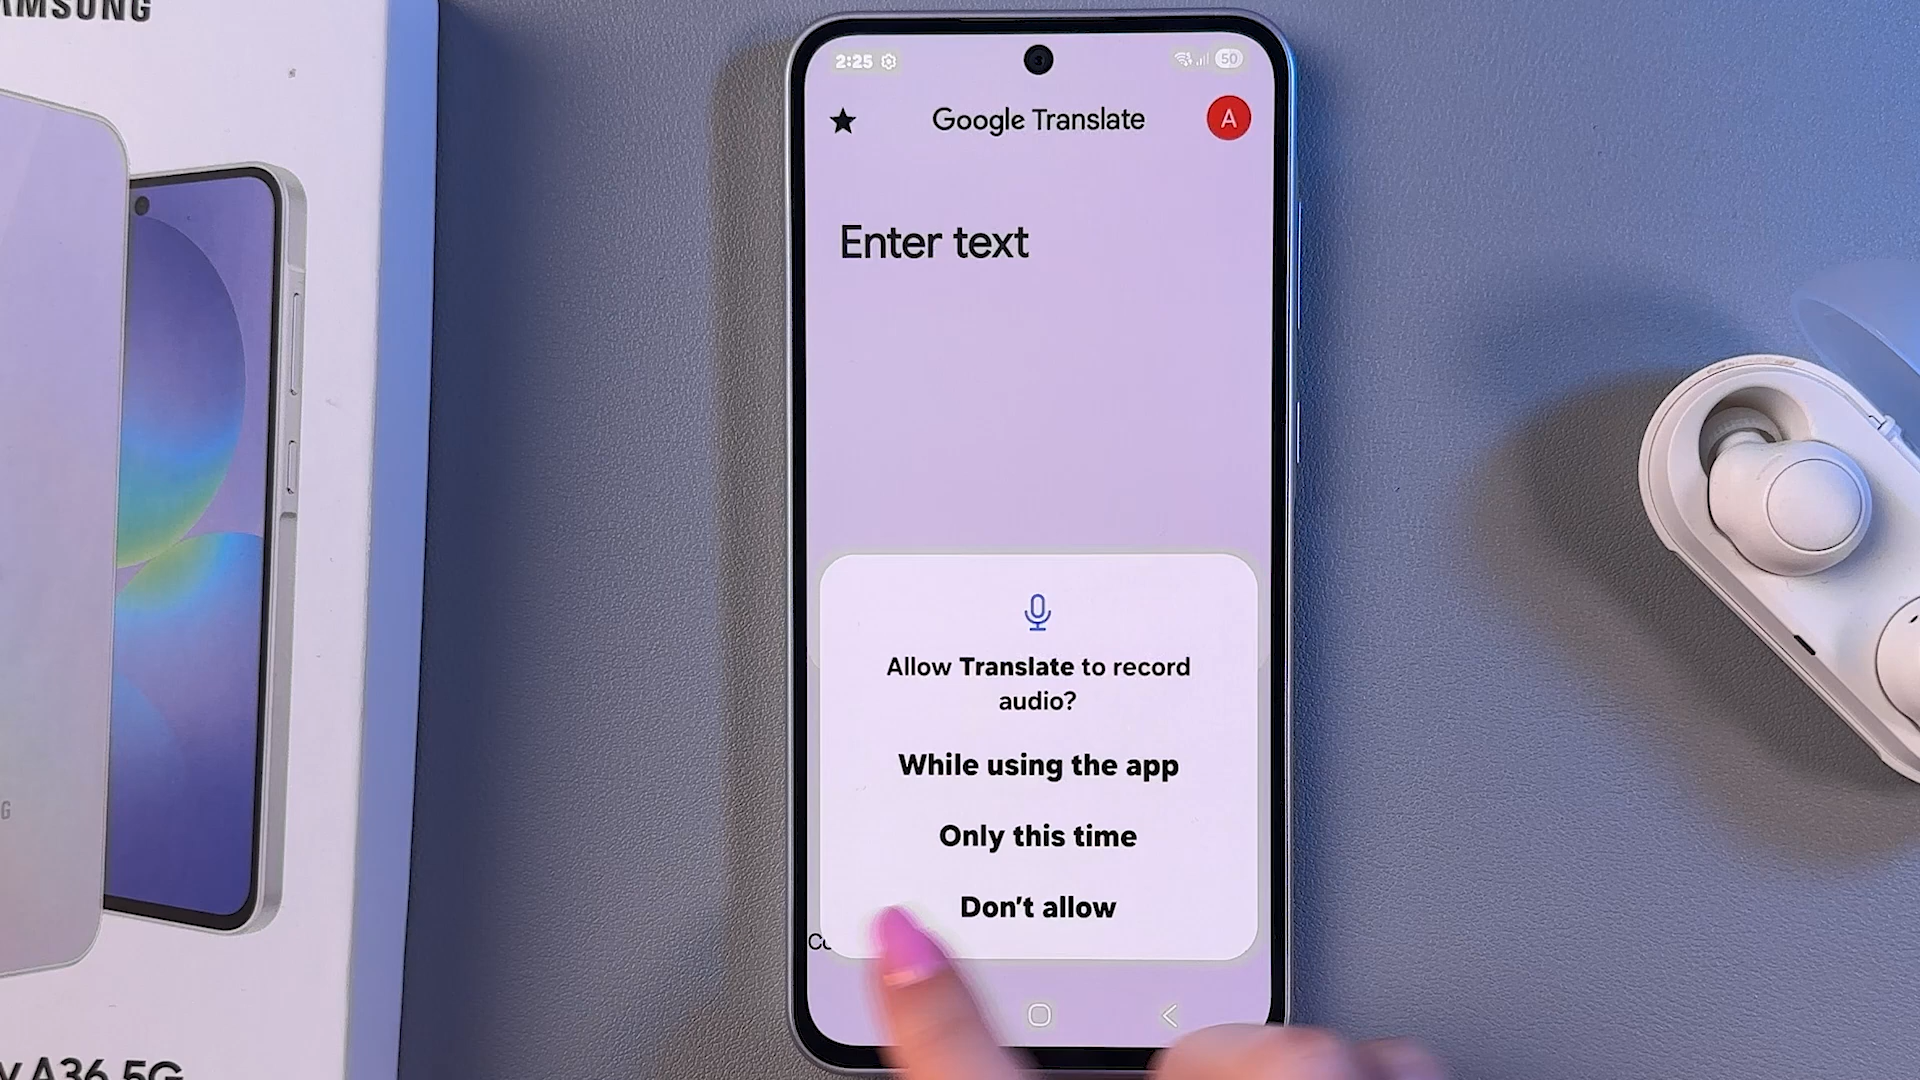 2:25
50
Google Translate
A
Enter text
Allow Translate to record
audio?
While using the app
Only this time
Don't allow
A36 5G